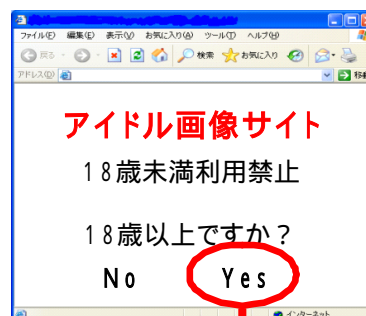 ファイル(F) 編集(E) 表示(V) お気に入り(A) ツール(T) ヘルプ(H)
戻る 検索 お気に入り
アドレス(D) 移動
アイドル画像サイト
18歳未満利用禁止
18歳以上ですか？
No Yes
インターネット